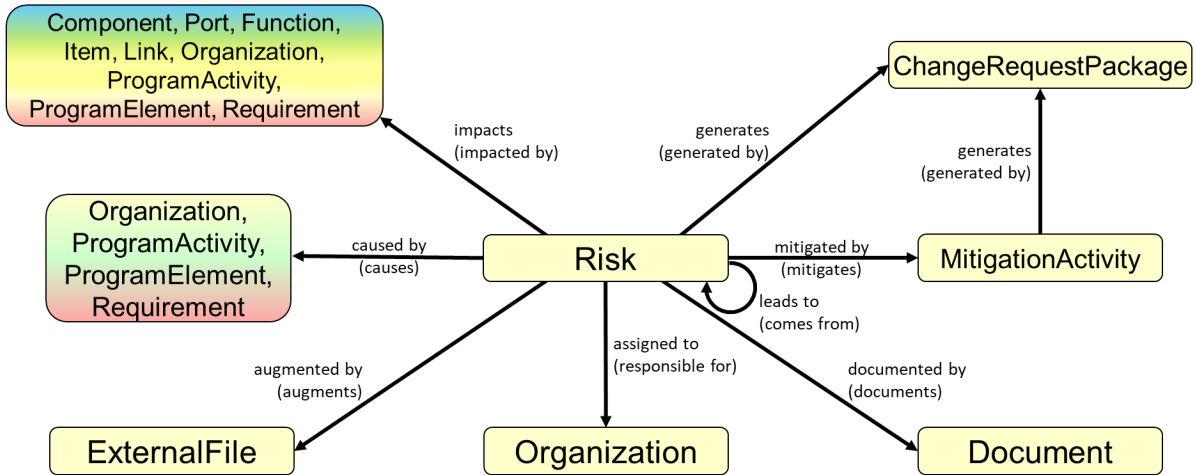 Component, Port, Function,
Item, Link, Organization,
ProgramActivity,
ProgramElement, Requirement
ChangeRequestPackage
impacts
(impacted by)
generates
(generated by)
generates
(generated by)
Organization,
ProgramActivity,
ProgramElement,
Requirement
caused by
(causes)
Risk
mitigated by
(mitigates)
MitigationActivity
leads to
(comes from)
assigned to
(responsible for)
augmented by
(augments)
documented by
(documents)
ExternalFile
Organization
Document